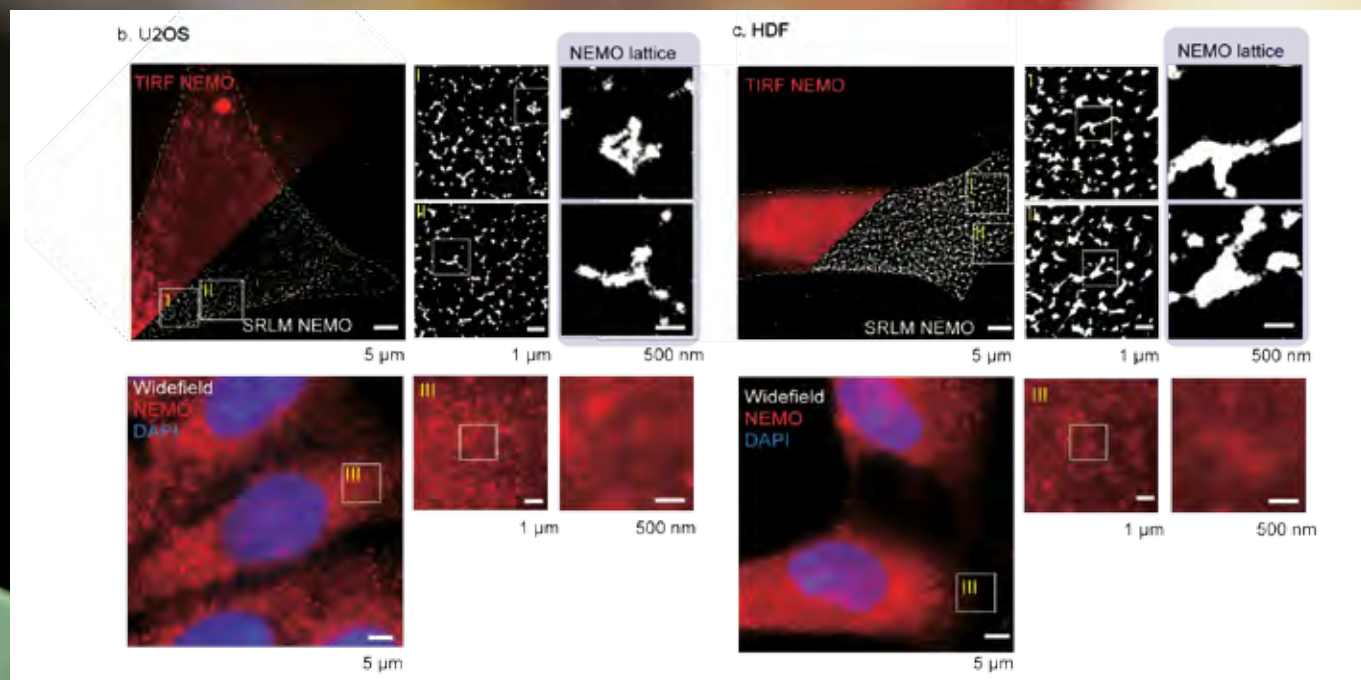 b. U2OS
NEMO lattice
TIRF NEMO
I
II
I
II
SRLM NEMO
5 µm
1 µm
500 nm
Widefield
NEMO
DAPI
III
III
5 µm
1 µm
500 nm
c. HDF
NEMO lattice
TIRF NEMO
I
II
I
II
SRLM NEMO
5 µm
1 µm
500 nm
Widefield
NEMO
DAPI
III
III
5 µm
1 µm
500 nm